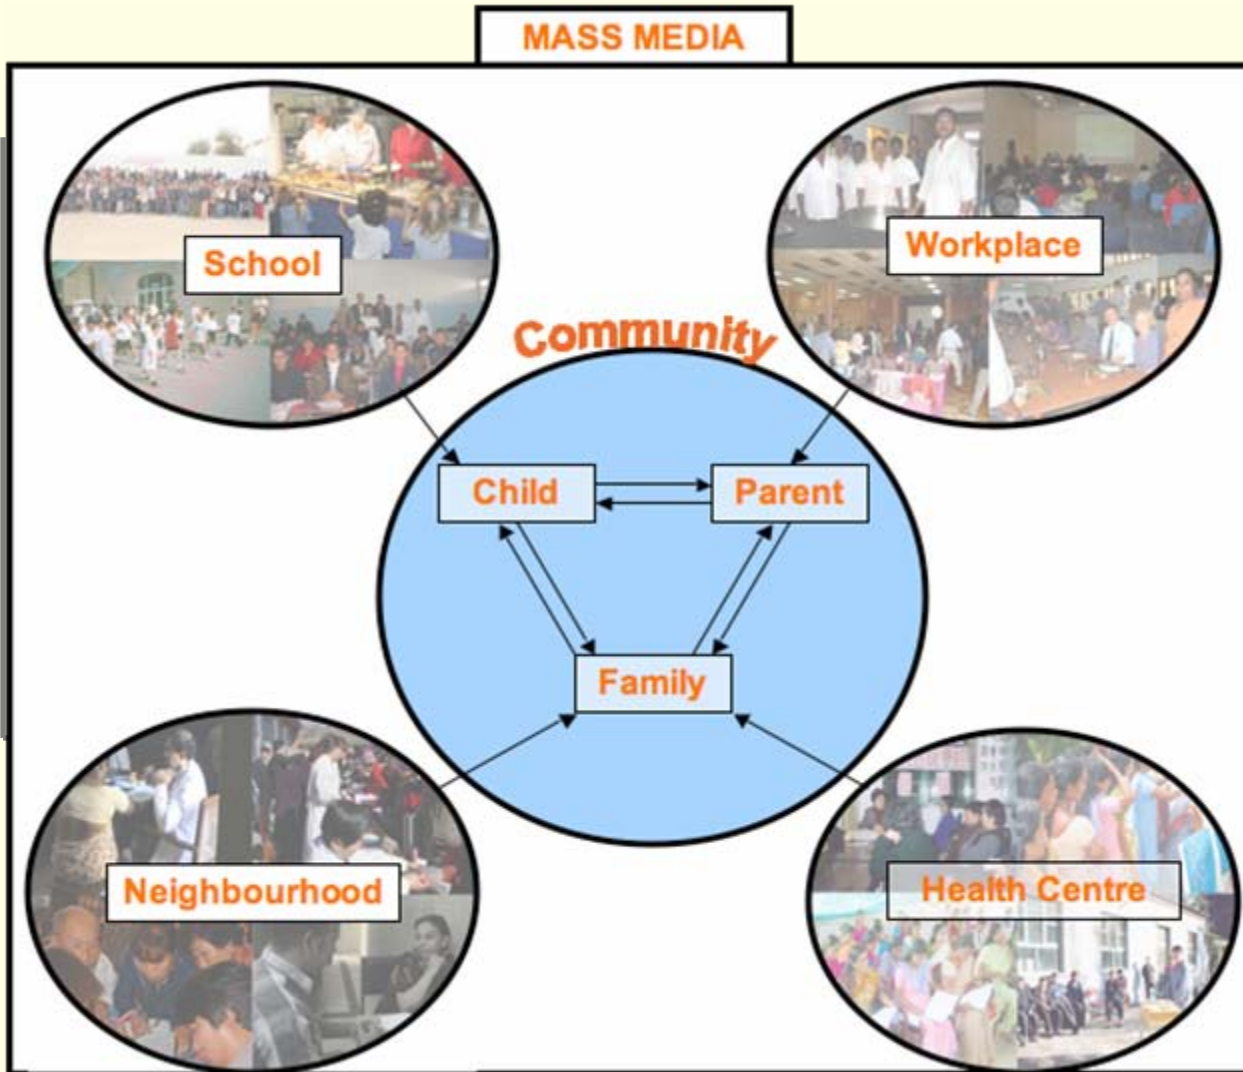 MASS MEDIA
School
Workplace
Community
Child
Parent
Family
Neighbourhood
Health Centre